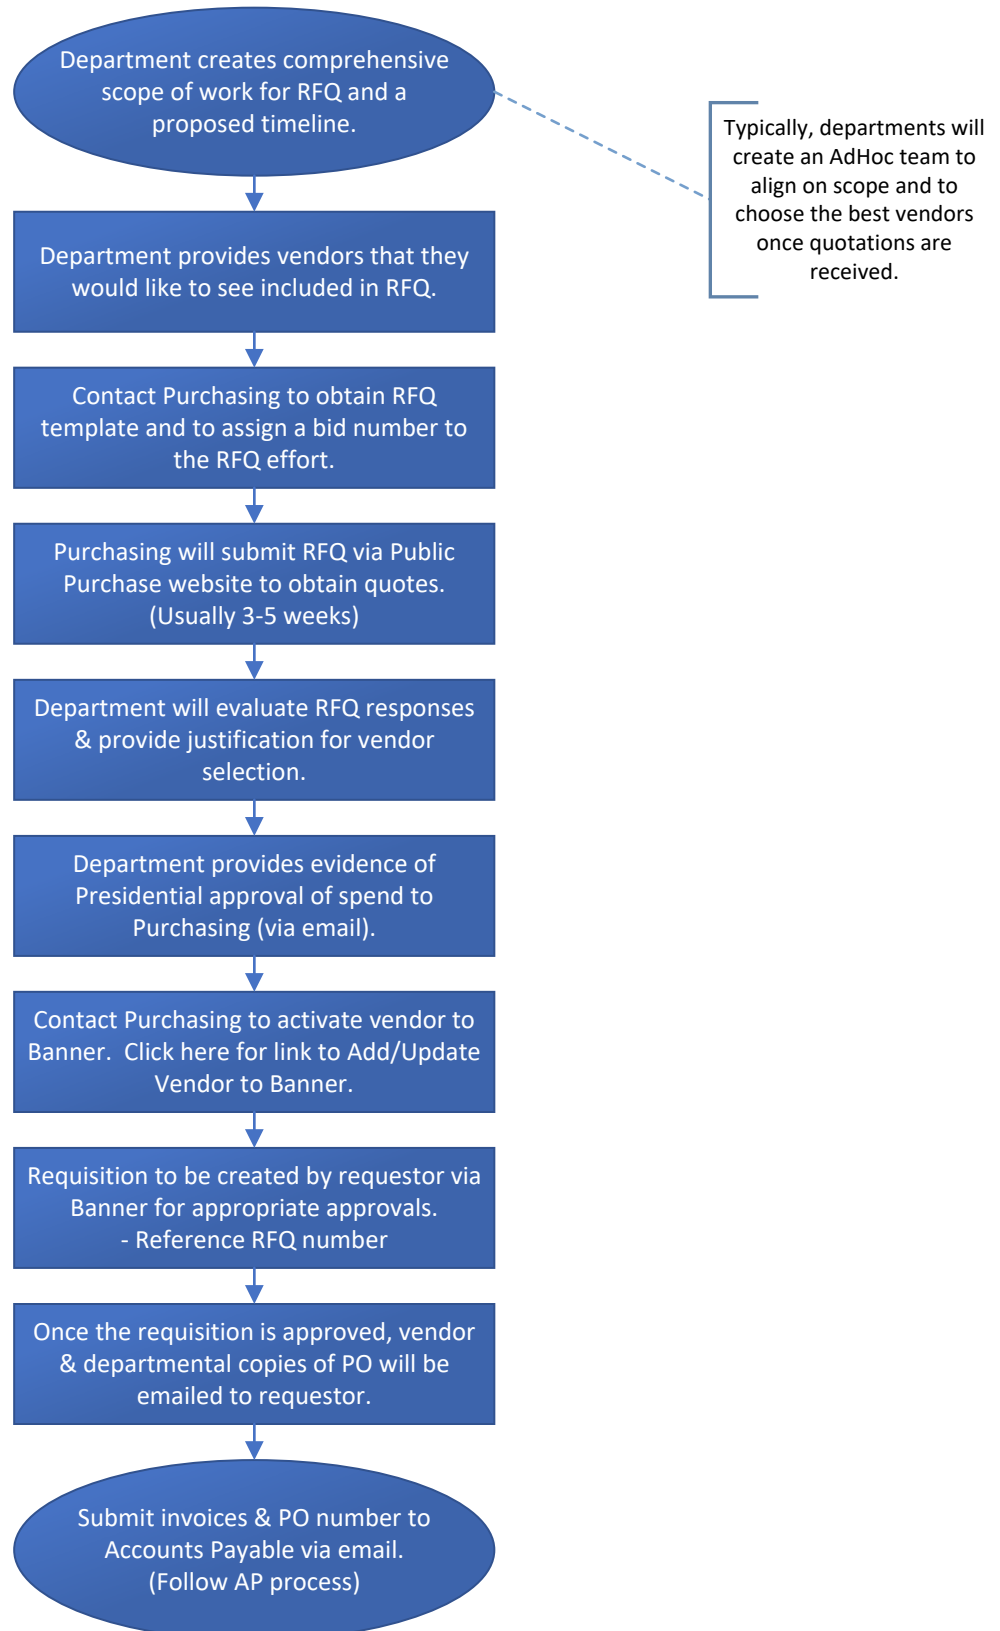 Department creates comprehensive
scope of work for RFQ and a
proposed timeline.
Typically, departments will
create an AdHoc team to
align on scope and to
choose the best vendors
once quotations are
received.
Department provides vendors that they
would like to see included in RFQ.
Contact Purchasing to obtain RFQ
template and to assign a bid number to
the RFQ effort.
Purchasing will submit RFQ via Public
Purchase website to obtain quotes.
(Usually 3-5 weeks)
Department will evaluate RFQ responses
& provide justification for vendor
selection.
Department provides evidence of
Presidential approval of spend to
Purchasing (via email).
Contact Purchasing to activate vendor to
Banner.  Click here for link to Add/Update
Vendor to Banner.
Requisition to be created by requestor via
Banner for appropriate approvals.
- Reference RFQ number
Once the requisition is approved, vendor
& departmental copies of PO will be
emailed to requestor.
Submit invoices & PO number to
Accounts Payable via email.
(Follow AP process)